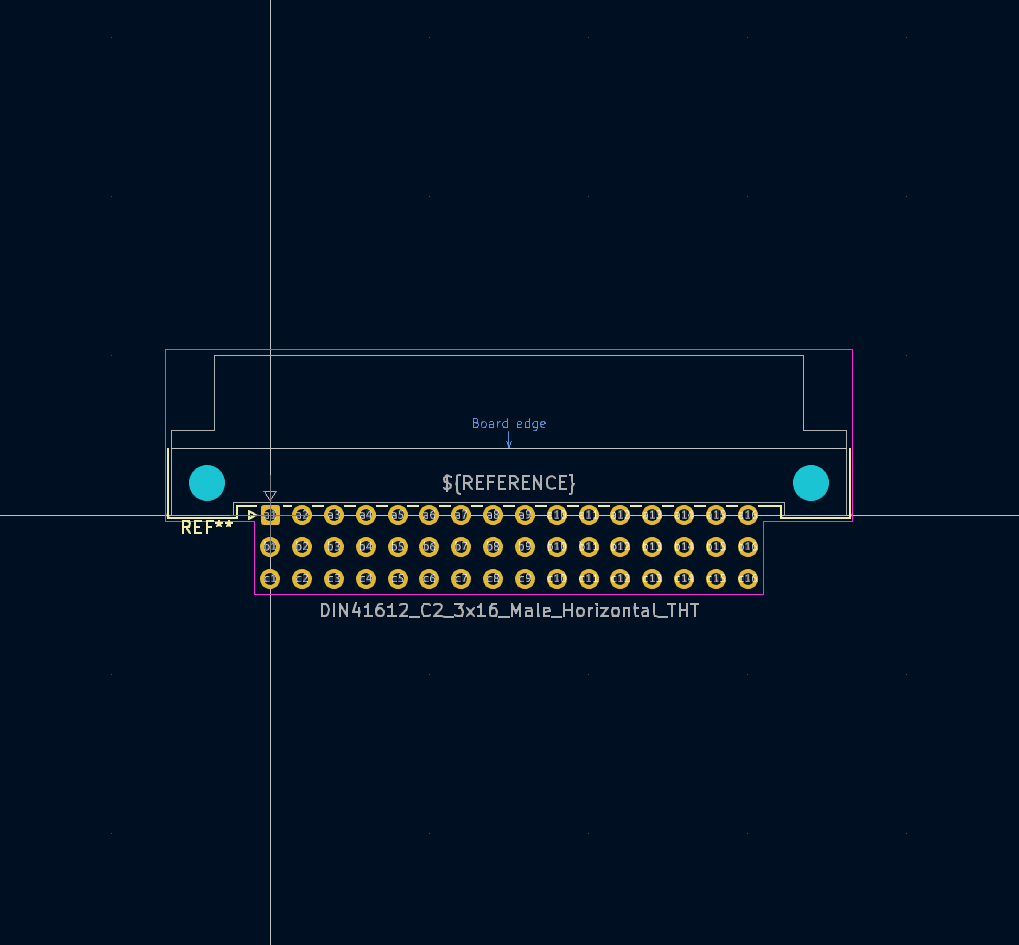 Board edge
${REFERENCE}
REF**
a1 a2 a3 a4 a5 a6 a7 a8 a9 a10 a11 a12 a13 a14 a15 a16
b1 b2 b3 b4 b5 b6 b7 b8 b9 b10 b11 b12 b13 b14 b15 b16
c1 c2 c3 c4 c5 c6 c7 c8 c9 c10 c11 c12 c13 c14 c15 c16
DIN41612_C2_3x16_Male_Horizontal_THT